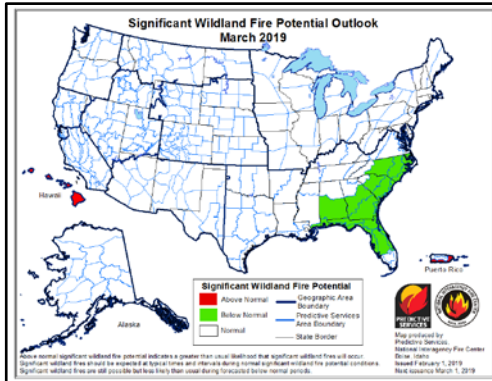 Significant Wildland Fire Potential Outlook
March 2019
Hawaii
Alaska
Puerto Rico
Significant Wildland Fire Potential
Above Normal
Below Normal
Normal
Geographic Area
Boundary
Predictive Services
Area Boundary
State Border
PREDICTIVE
SERVICES
Map produced by
Predictive Services,
National Interagency Fire Center
Boise, Idaho
Issued February 1, 2019
Next issuance March 1, 2019
Above normal significant wildland fire potential indicates a greater than usual likelihood that significant wildland fires will occur.
Significant wildland fires should be expected at typical times and intervals during normal significant wildland fire potential conditions.
Significant wildland fires are still possible but less likely than usual during forecasted below normal periods.